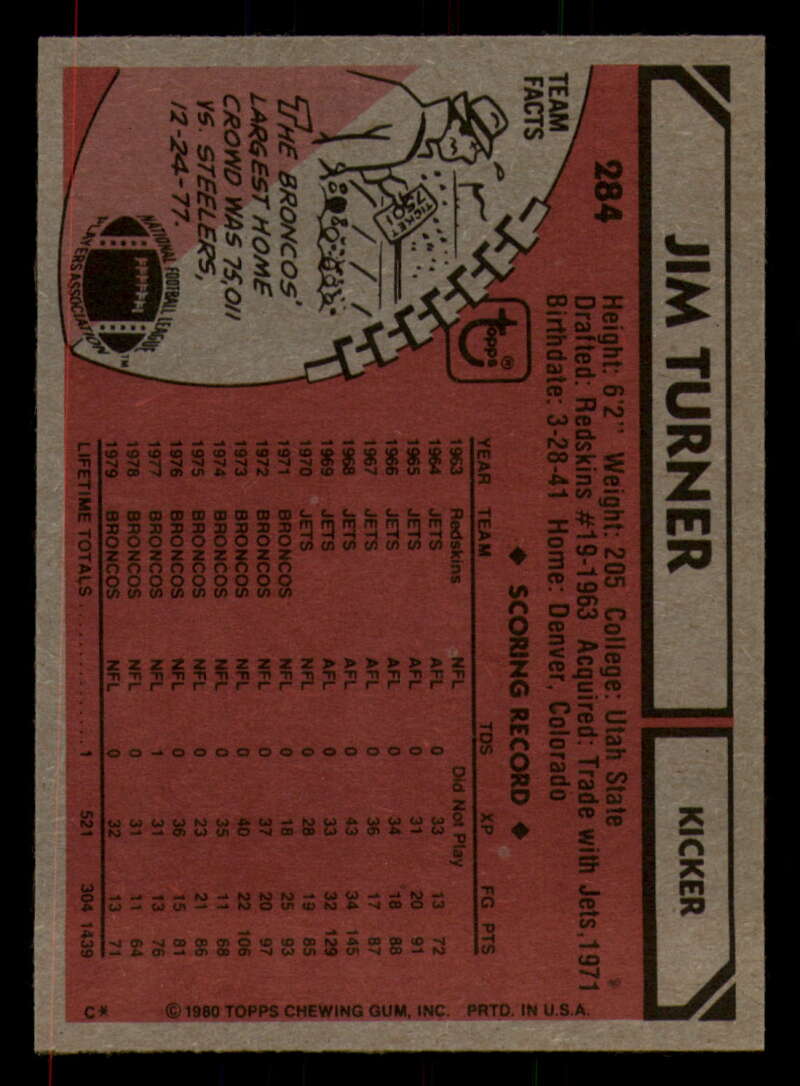 JIM TURNER
KICKER
284
Height: 6'2" Weight: 205 College: Utah State
Drafted: Redskins #19-1963 Acquired: Trade with Jets, 1971
Birthdate: 3-28-41 Home: Denver, Colorado
TEAM
FACTS
TICKET
$50!
THE BRONCOS'
LARGEST HOME
CROWD WAS 75,011
VS. STEELERS,
12-24-77.
NATIONAL FOOTBALL LEAGUE
PLAYERS ASSOCIATION
NFLPA
TM
Topps®
◆ SCORING RECORD ◆
YEAR TEAM TDS XP FG PTS
1963 Redskins NFL Did Not Play
1964 JETS AFL 0 33 13 72
1965 JETS AFL 0 31 20 91
1966 JETS AFL 0 34 18 88
1967 JETS AFL 0 36 17 87
1968 JETS AFL 0 43 34 145
1969 JETS AFL 0 33 32 129
1970 JETS NFL 0 28 19 85
1971 BRONCOS NFL 0 18 25 93
1972 BRONCOS NFL 0 37 20 97
1973 BRONCOS NFL 0 40 22 106
1974 BRONCOS NFL 0 35 11 68
1975 BRONCOS NFL 0 23 21 86
1976 BRONCOS NFL 0 36 15 81
1977 BRONCOS NFL 1 31 13 76
1978 BRONCOS NFL 0 31 11 64
1979 BRONCOS NFL 0 32 13 71
LIFETIME TOTALS 1 521 304 1439
C* © 1980 TOPPS CHEWING GUM, INC. PRTD. IN U.S.A.